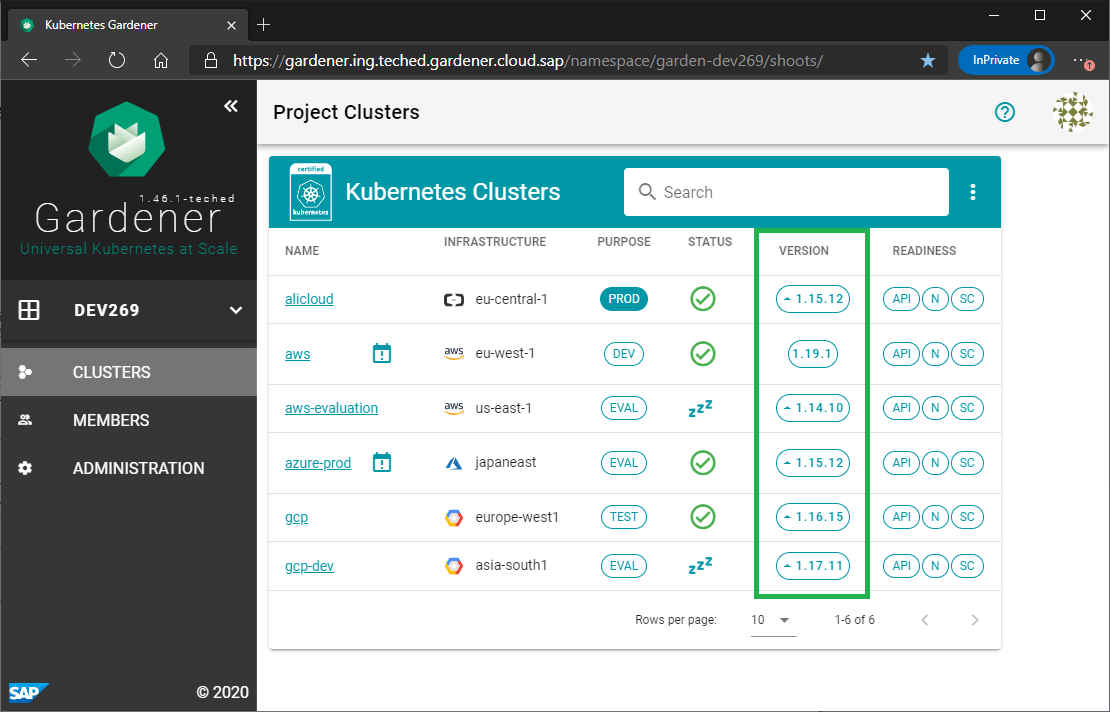 Kubernetes Gardener
https://gardener.ing.teched.gardener.cloud.sap/namespace/garden-dev269/shoots/
InPrivate
1.46.1-teched
Gardener
Universal Kubernetes at Scale
DEV269
CLUSTERS
MEMBERS
ADMINISTRATION
SAP
© 2020
Project Clusters
certified
kubernetes
Kubernetes Clusters
Search
NAME INFRASTRUCTURE PURPOSE STATUS VERSION READINESS
alicloud eu-central-1 PROD 1.15.12 API N SC
aws aws eu-west-1 DEV 1.19.1 API N SC
aws-evaluation aws us-east-1 EVAL zzZ 1.14.10 API N SC
azure-prod japaneast EVAL 1.15.12 API N SC
gcp europe-west1 TEST 1.16.15 API N SC
gcp-dev asia-south1 EVAL zzZ 1.17.11 API N SC
Rows per page: 10 1-6 of 6